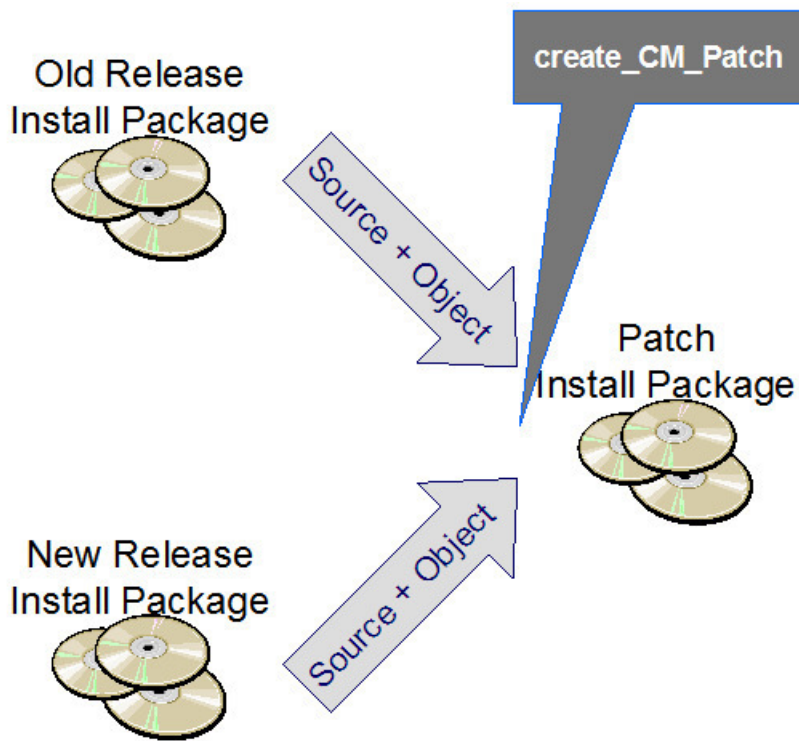 create_CM_Patch
Old Release
Install Package
Source + Object
Patch
Install Package
New Release
Install Package
Source + Object